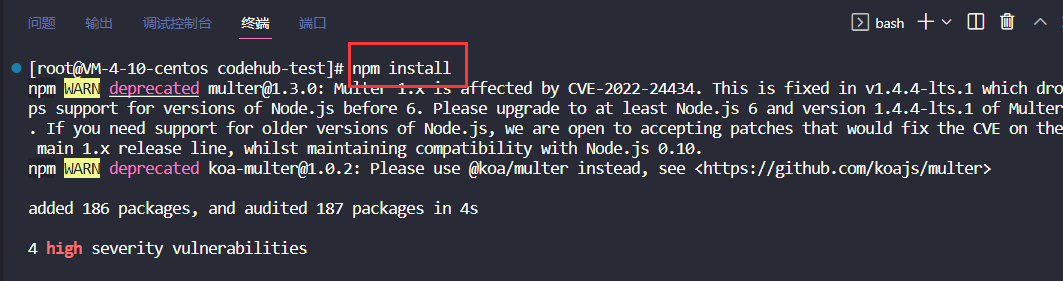 问题 输出 调试控制台 终端 端口 bash
[root@VM-4-10-centos codehub-test]# npm install
npm WARN deprecated multer@1.3.0: Multer 1.x is affected by CVE-2022-24434. This is fixed in v1.4.4-lts.1 which dro
ps support for versions of Node.js before 6. Please upgrade to at least Node.js 6 and version 1.4.4-lts.1 of Multer
. If you need support for older versions of Node.js, we are open to accepting patches that would fix the CVE on the
main 1.x release line, whilst maintaining compatibility with Node.js 0.10.
npm WARN deprecated koa-multer@1.0.2: Please use @koa/multer instead, see <https://github.com/koajs/multer>
added 186 packages, and audited 187 packages in 4s
4 high severity vulnerabilities